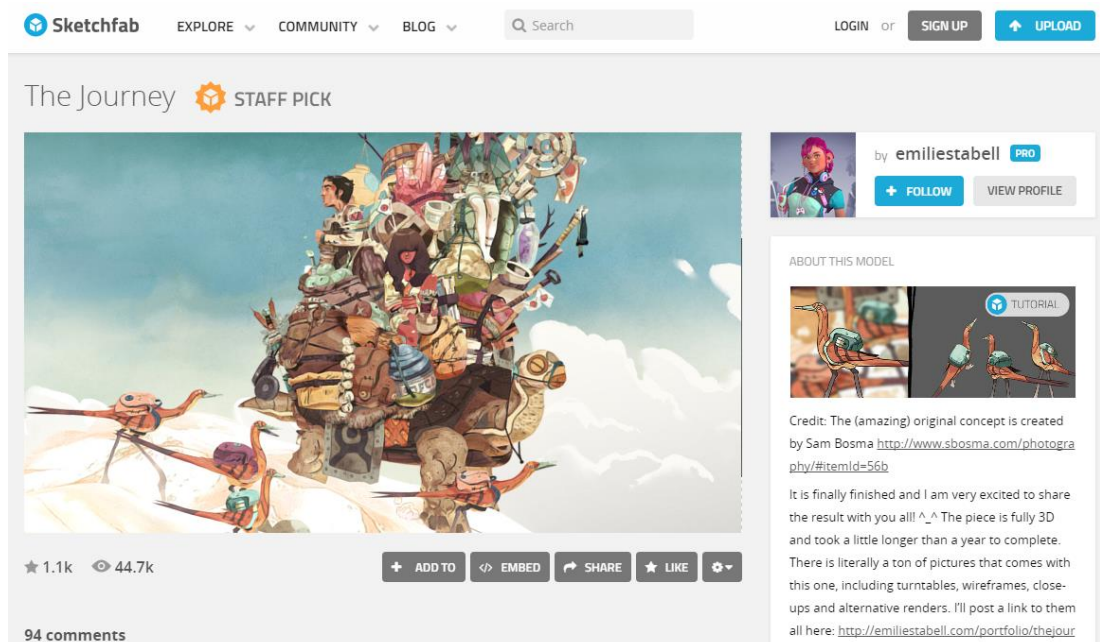 Sketchfab EXPLORE COMMUNITY BLOG Search LOGIN or SIGN UP UPLOAD
The Journey STAFF PICK
by emiliestabell PRO
+ FOLLOW VIEW PROFILE
ABOUT THIS MODEL
TUTORIAL
Credit: The (amazing) original concept is created
by Sam Bosma http://www.sbosma.com/photogra
phy/#itemId=56b
It is finally finished and I am very excited to share
the result with you all! ^_^ The piece is fully 3D
and took a little longer than a year to complete.
There is literally a ton of pictures that comes with
this one, including turntables, wireframes, close-
ups and alternative renders. I'll post a link to them
all here: http://emiliestabell.com/portfolio/thejour
1.1k 44.7k
+ ADD TO </> EMBED SHARE LIKE
94 comments